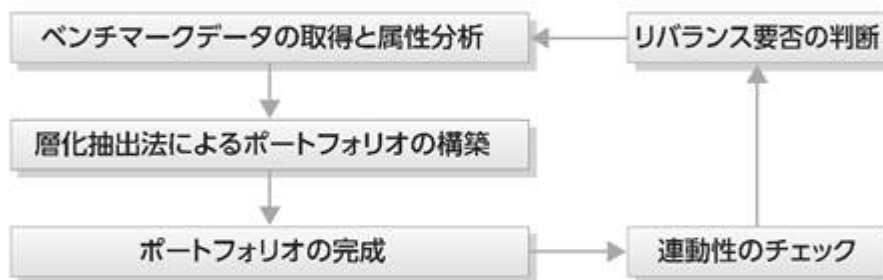 ベンチマークデータの取得と属性分析
リバランス要否の判断
層化抽出法によるポートフォリオの構築
ポートフォリオの完成
連動性のチェック